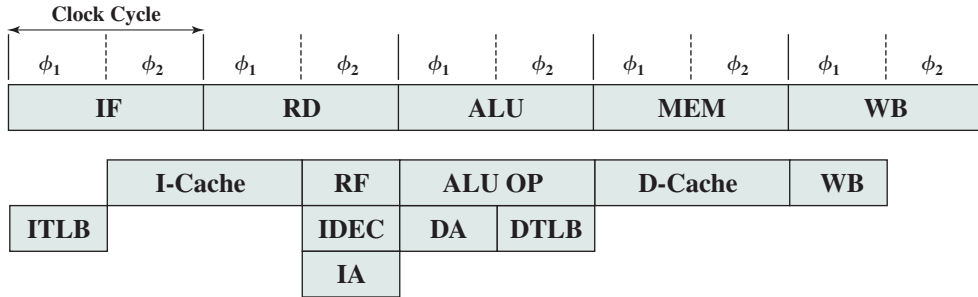 Clock Cycle
ϕ₁ ϕ₂ ϕ₁ ϕ₂ ϕ₁ ϕ₂ ϕ₁ ϕ₂ ϕ₁ ϕ₂
IF RD ALU MEM WB
I-Cache RF ALU OP D-Cache WB
ITLB IDEC DA DTLB
IA